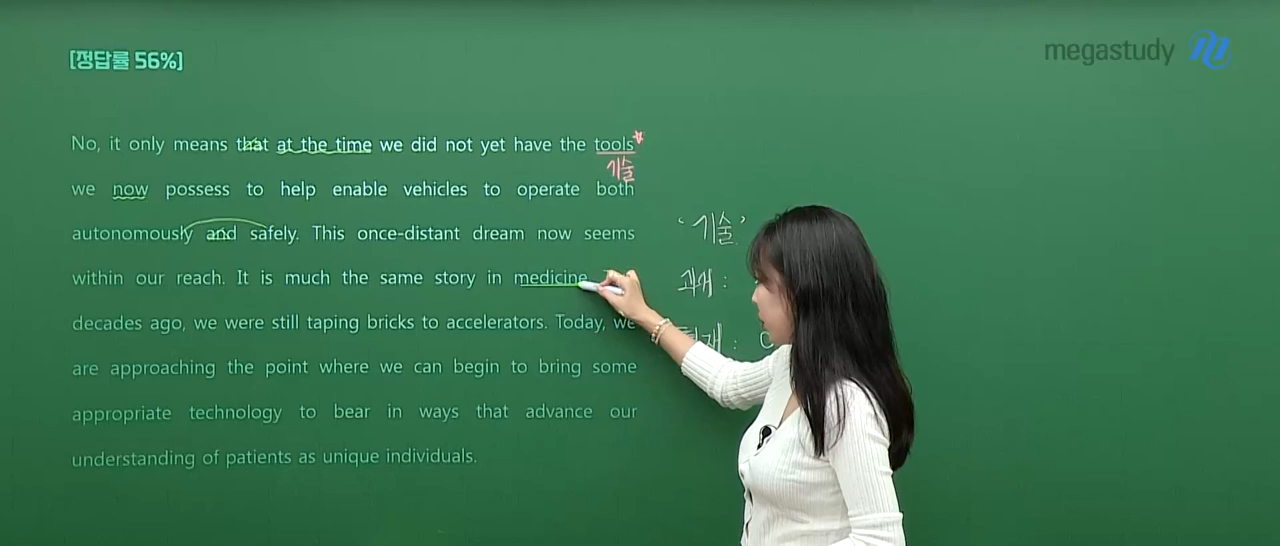 [정답률 56%]
megastudy
No, it only means that at the time we did not yet have the tools
기술
we now possess to help enable vehicles to operate both
autonomously and safely. This once-distant dream now seems
within our reach. It is much the same story in medicine.
decades ago, we were still taping bricks to accelerators. Today, we
are approaching the point where we can begin to bring some
appropriate technology to bear in ways that advance our
understanding of patients as unique individuals.
'기술'
과제 :